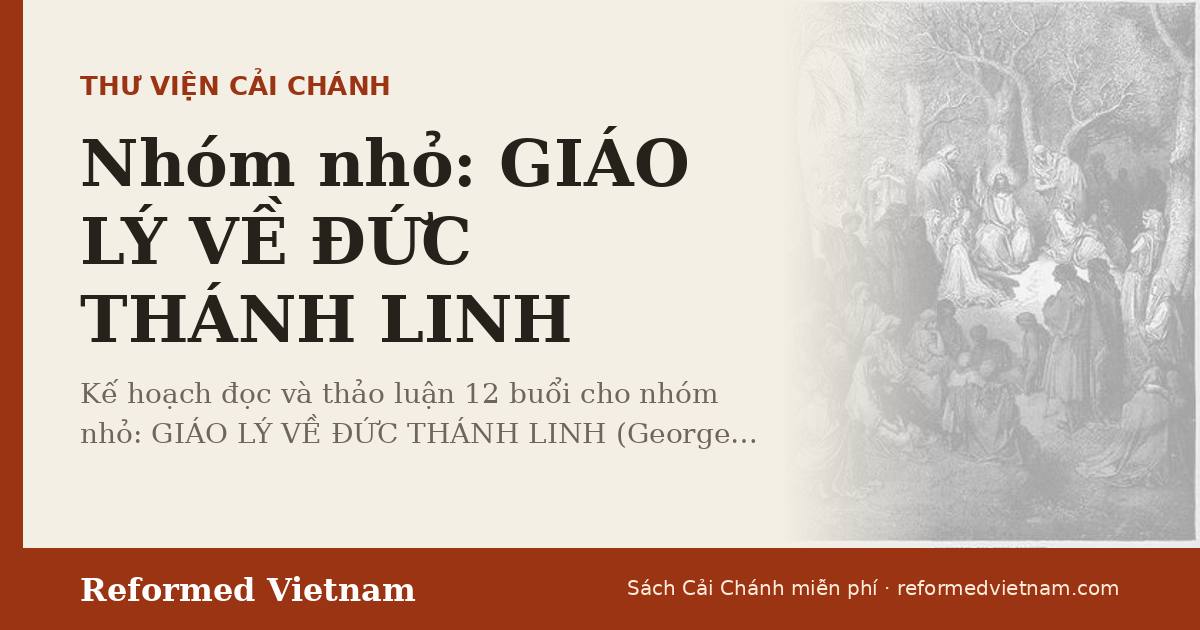 THƯ VIỆN CẢI CHÁNH
Nhóm nhỏ: GIÁO
LÝ VỀ ĐỨC
THÁNH LINH
Kế hoạch đọc và thảo luận 12 buổi cho nhóm
nhỏ: GIÁO LÝ VỀ ĐỨC THÁNH LINH (George...
Reformed Vietnam
Sách Cải Chánh miễn phí · reformedvietnam.com